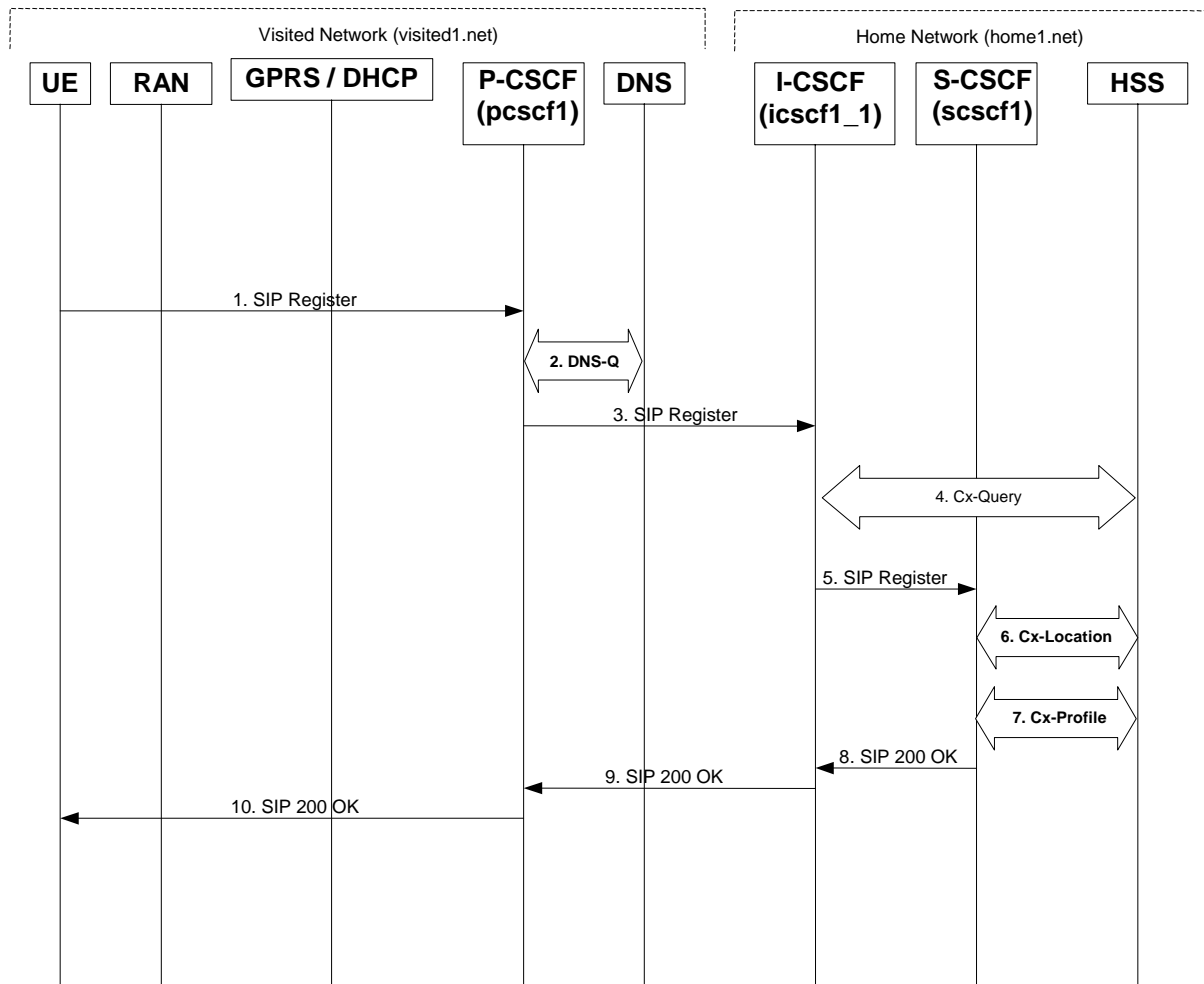 Visited Network (visited1.net)
Home Network (home1.net)
UE
RAN
GPRS / DHCP
P-CSCF
(pcscf1)
DNS
I-CSCF
(icscf1_1)
S-CSCF
(scscf1)
HSS
1. SIP Register
2. DNS-Q
3. SIP Register
4. Cx-Query
5. SIP Register
6. Cx-Location
7. Cx-Profile
8. SIP 200 OK
9. SIP 200 OK
10. SIP 200 OK